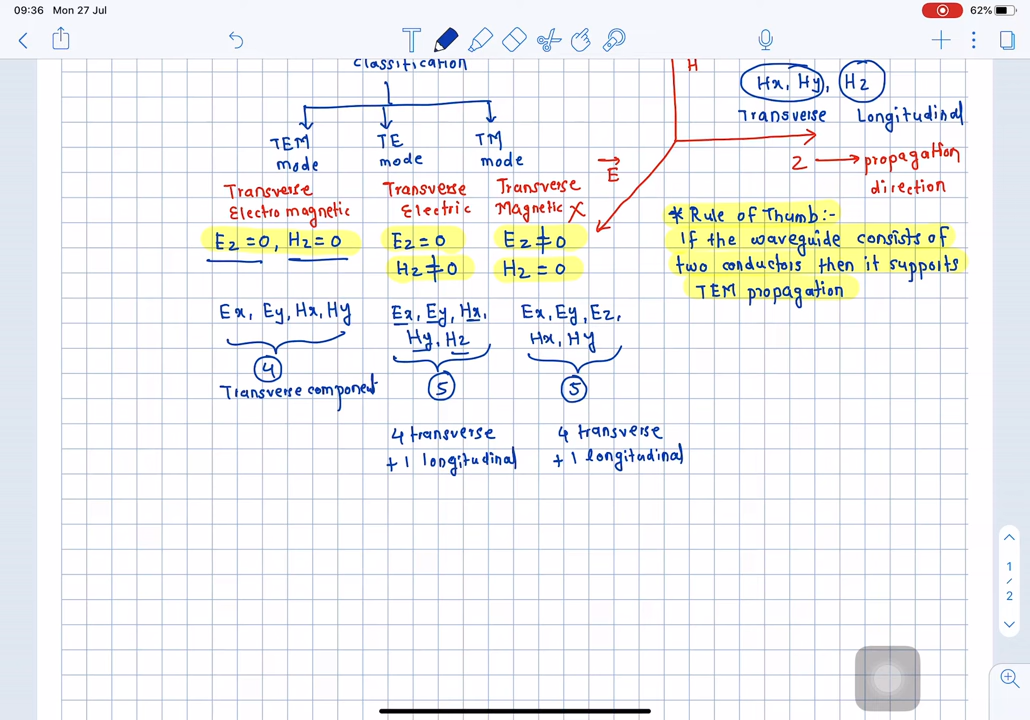 09:36 Mon 27 Jul
62%
Classification
TEM mode
TE mode
TM mode
Transverse Electromagnetic
Transverse Electric
Transverse Magnetic
Ez = 0, Hz = 0
Ez = 0
Hz ≠ 0
Ez ≠ 0
Hz = 0
Ex, Ey, Hx, Hy
4
Transverse component
Ex, Ey, Hx,
Hy, Hz
5
4 transverse
+ 1 longitudinal
Ex, Ey, Ez,
Hx, Hy
5
4 transverse
+ 1 longitudinal
H
E
X
Hx, Hy, Hz
Transverse Longitudinal
Z → propagation
direction
* Rule of Thumb:-
If the waveguide consists of
two conductors then it supports
TEM propagation
1
/
2